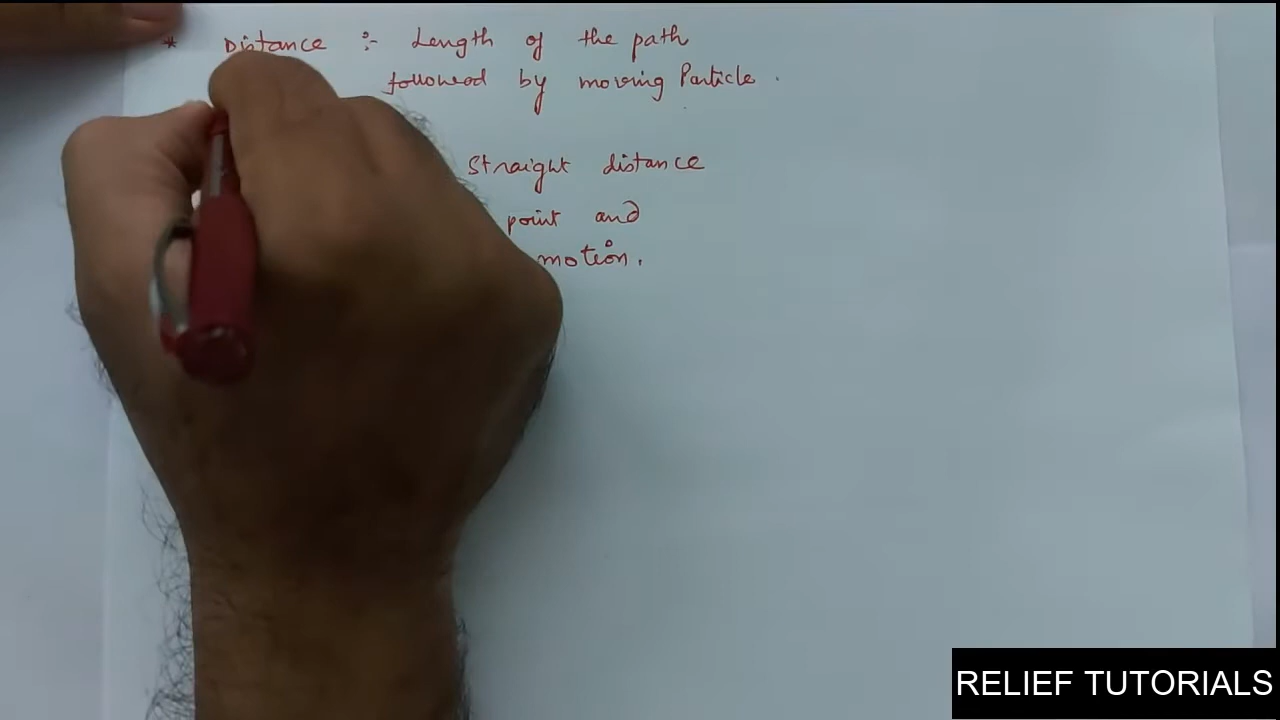 * Distance :- Length of the path
followed by moving Particle .
Straight distance
point and
motion.
RELIEF TUTORIALS